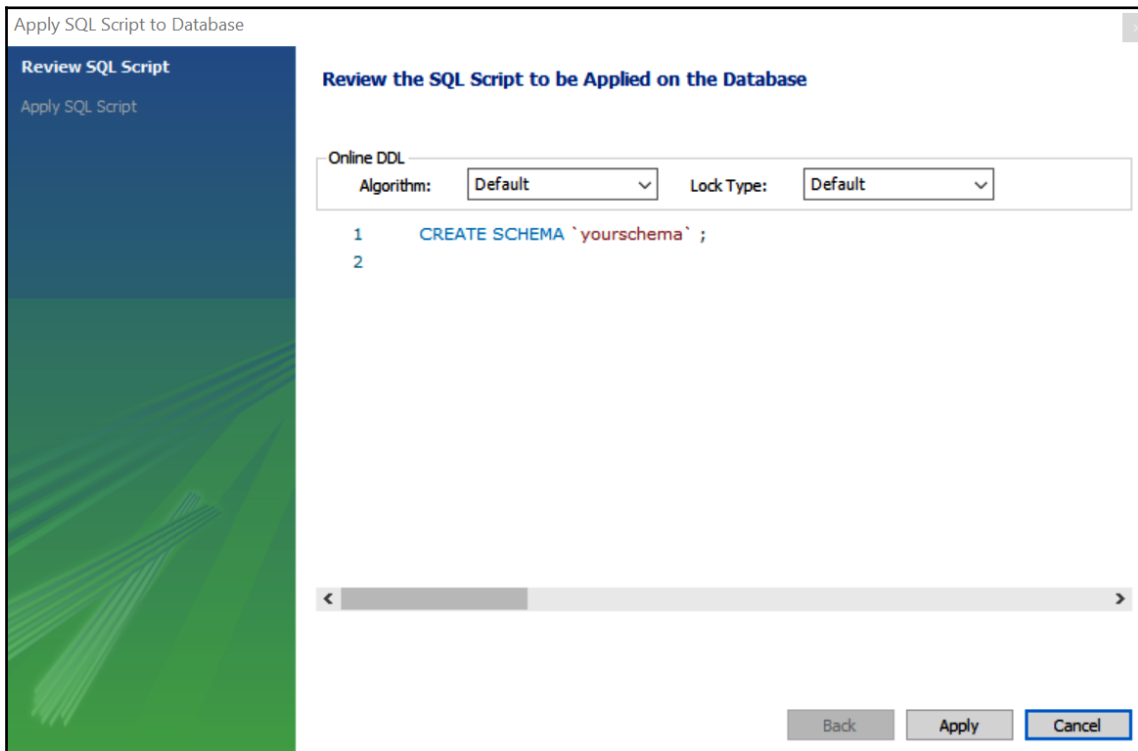 Apply SQL Script to Database
Review SQL Script
Apply SQL Script
Review the SQL Script to be Applied on the Database
Online DDL
Algorithm: Default Lock Type: Default
1 CREATE SCHEMA `yourschema` ;
2
Back Apply Cancel